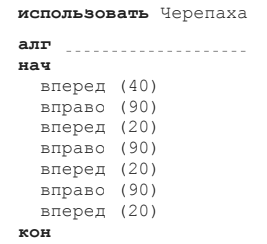 использовать Черепаха
алг
нач
вперед (40)
вправо (90)
вперед (20)
вправо (90)
вперед (20)
вправо (90)
вперед (20)
кон